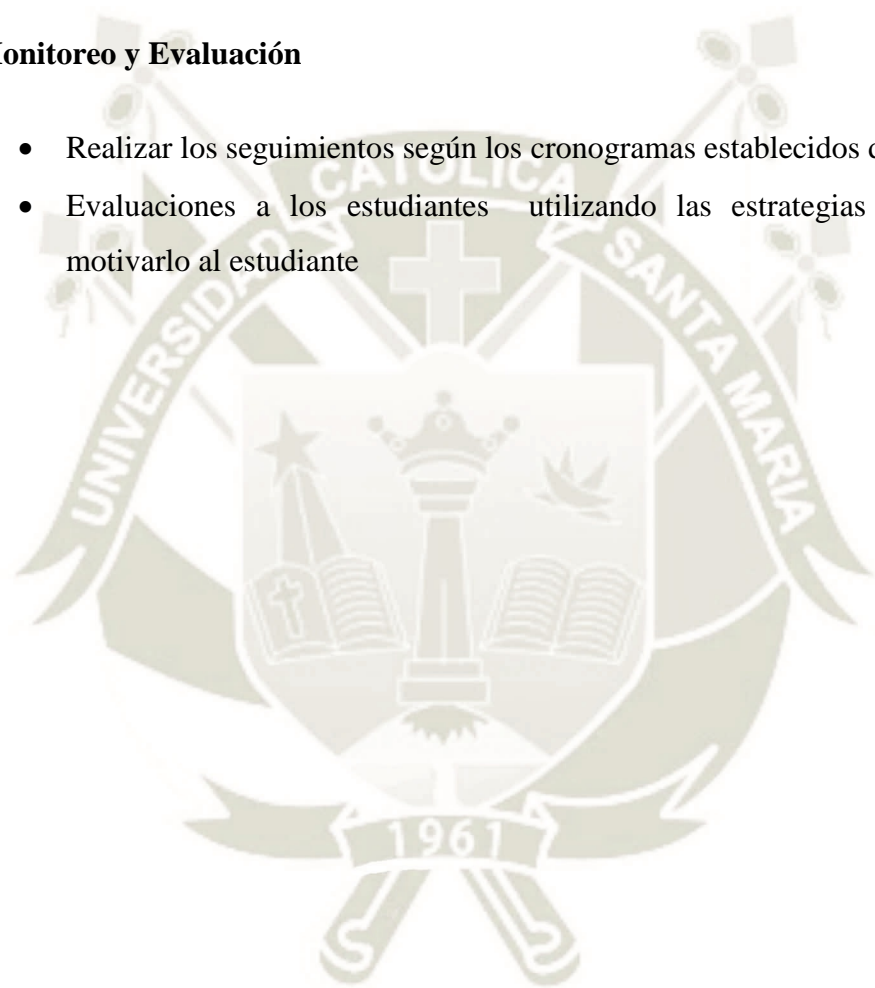 onitoreo y Evaluación
• Realizar los seguimientos según los cronogramas establecidos
• Evaluaciones a los estudiantes utilizando las estrategias
motivarlo al estudiante
UNIVERSIDAD CATOLICA SANTA MARIA
1961